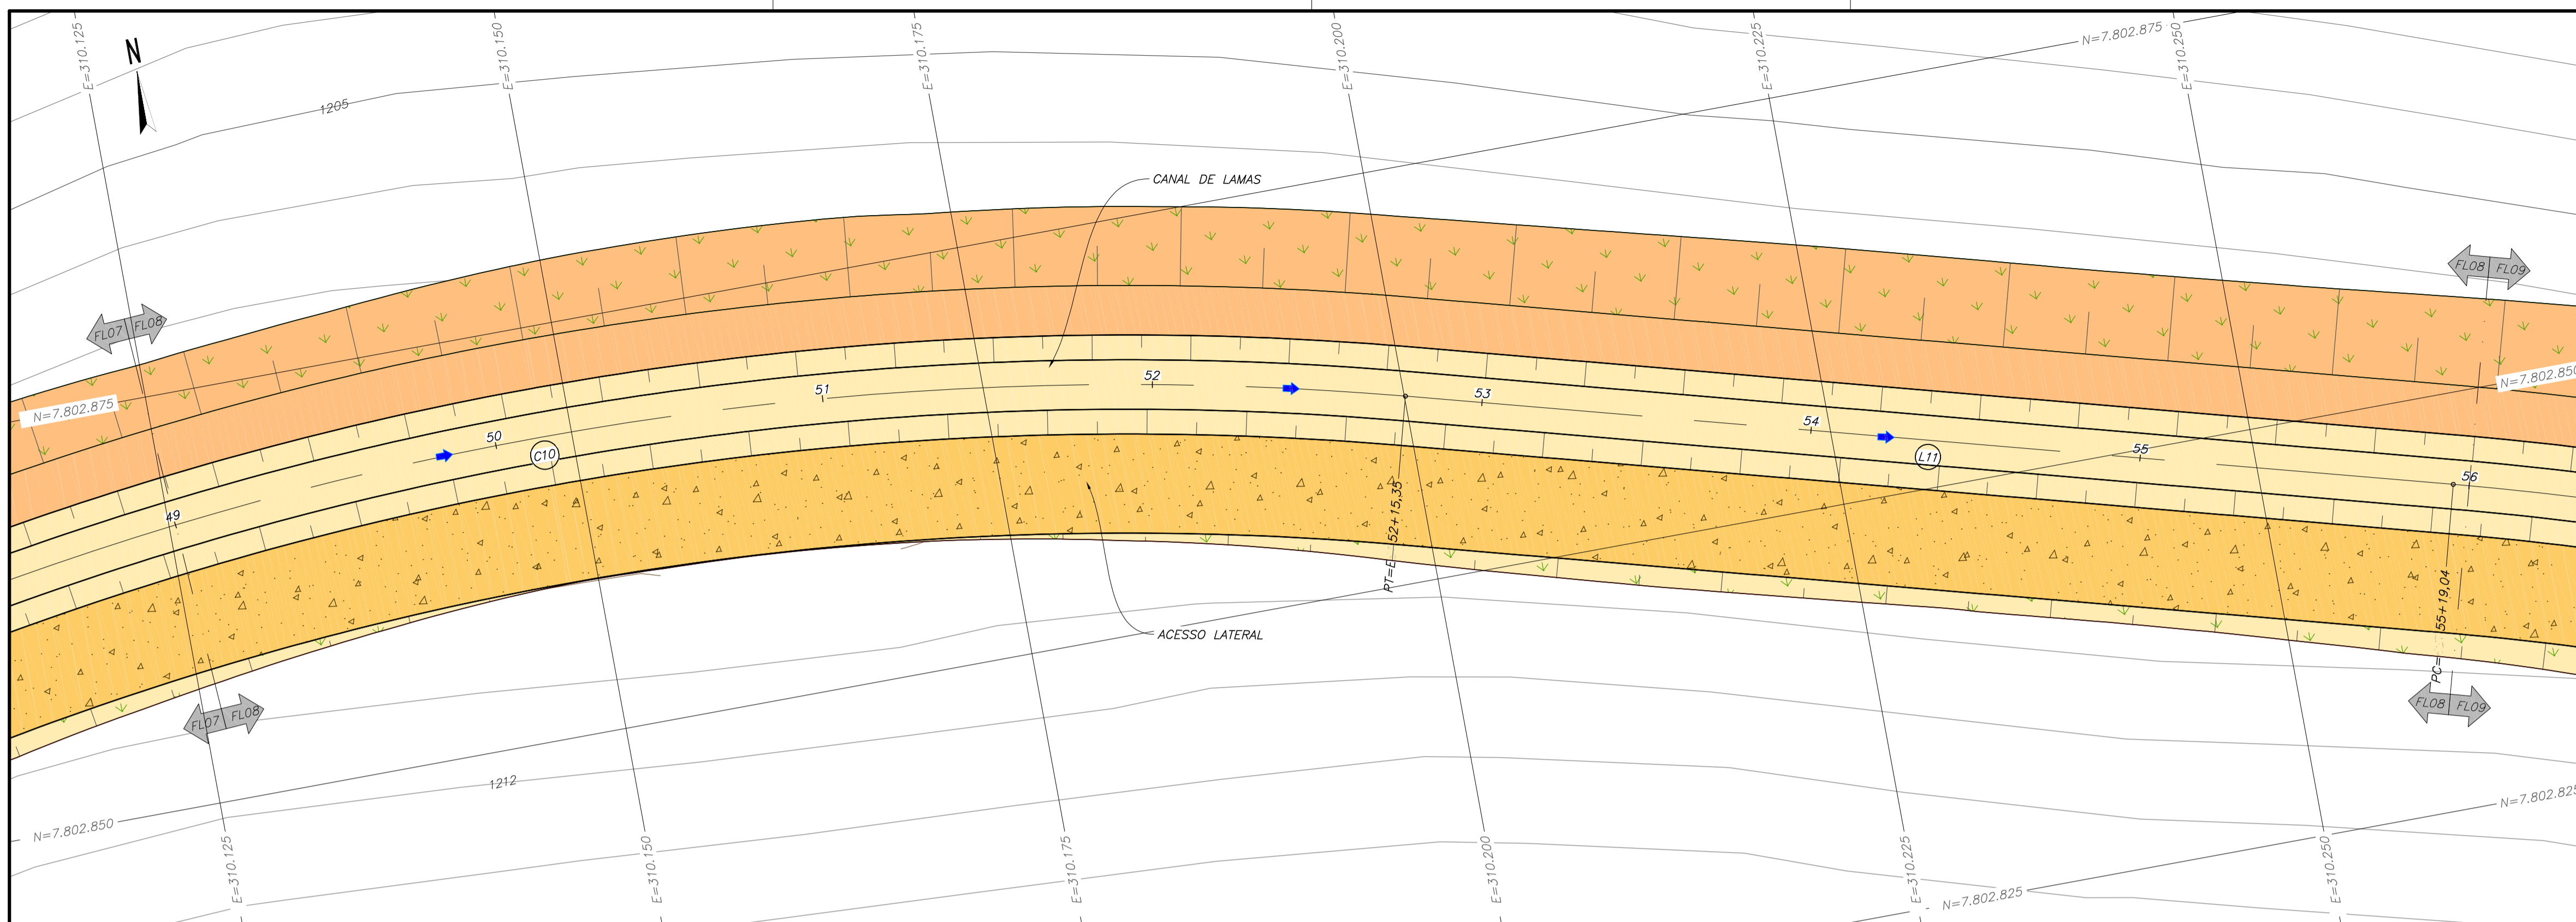 E=310.125
E=310.150
E=310.175
E=310.200
E=310.225
E=310.250
N=7.802.875
N
1205
CANAL DE LAMAS
FL08 FL09
FL07 FL08
N=7.802.875
N=7.802.850
49
50
51
52
53
54
55
56
C10
L11
PT=E 52+15,35
PC= 55+19,04
ACESSO LATERAL
FL07 FL08
FL08 FL09
1212
N=7.802.850
N=7.802.825
N=7.802.825
E=310.125
E=310.150
E=310.175
E=310.200
E=310.225
E=310.250